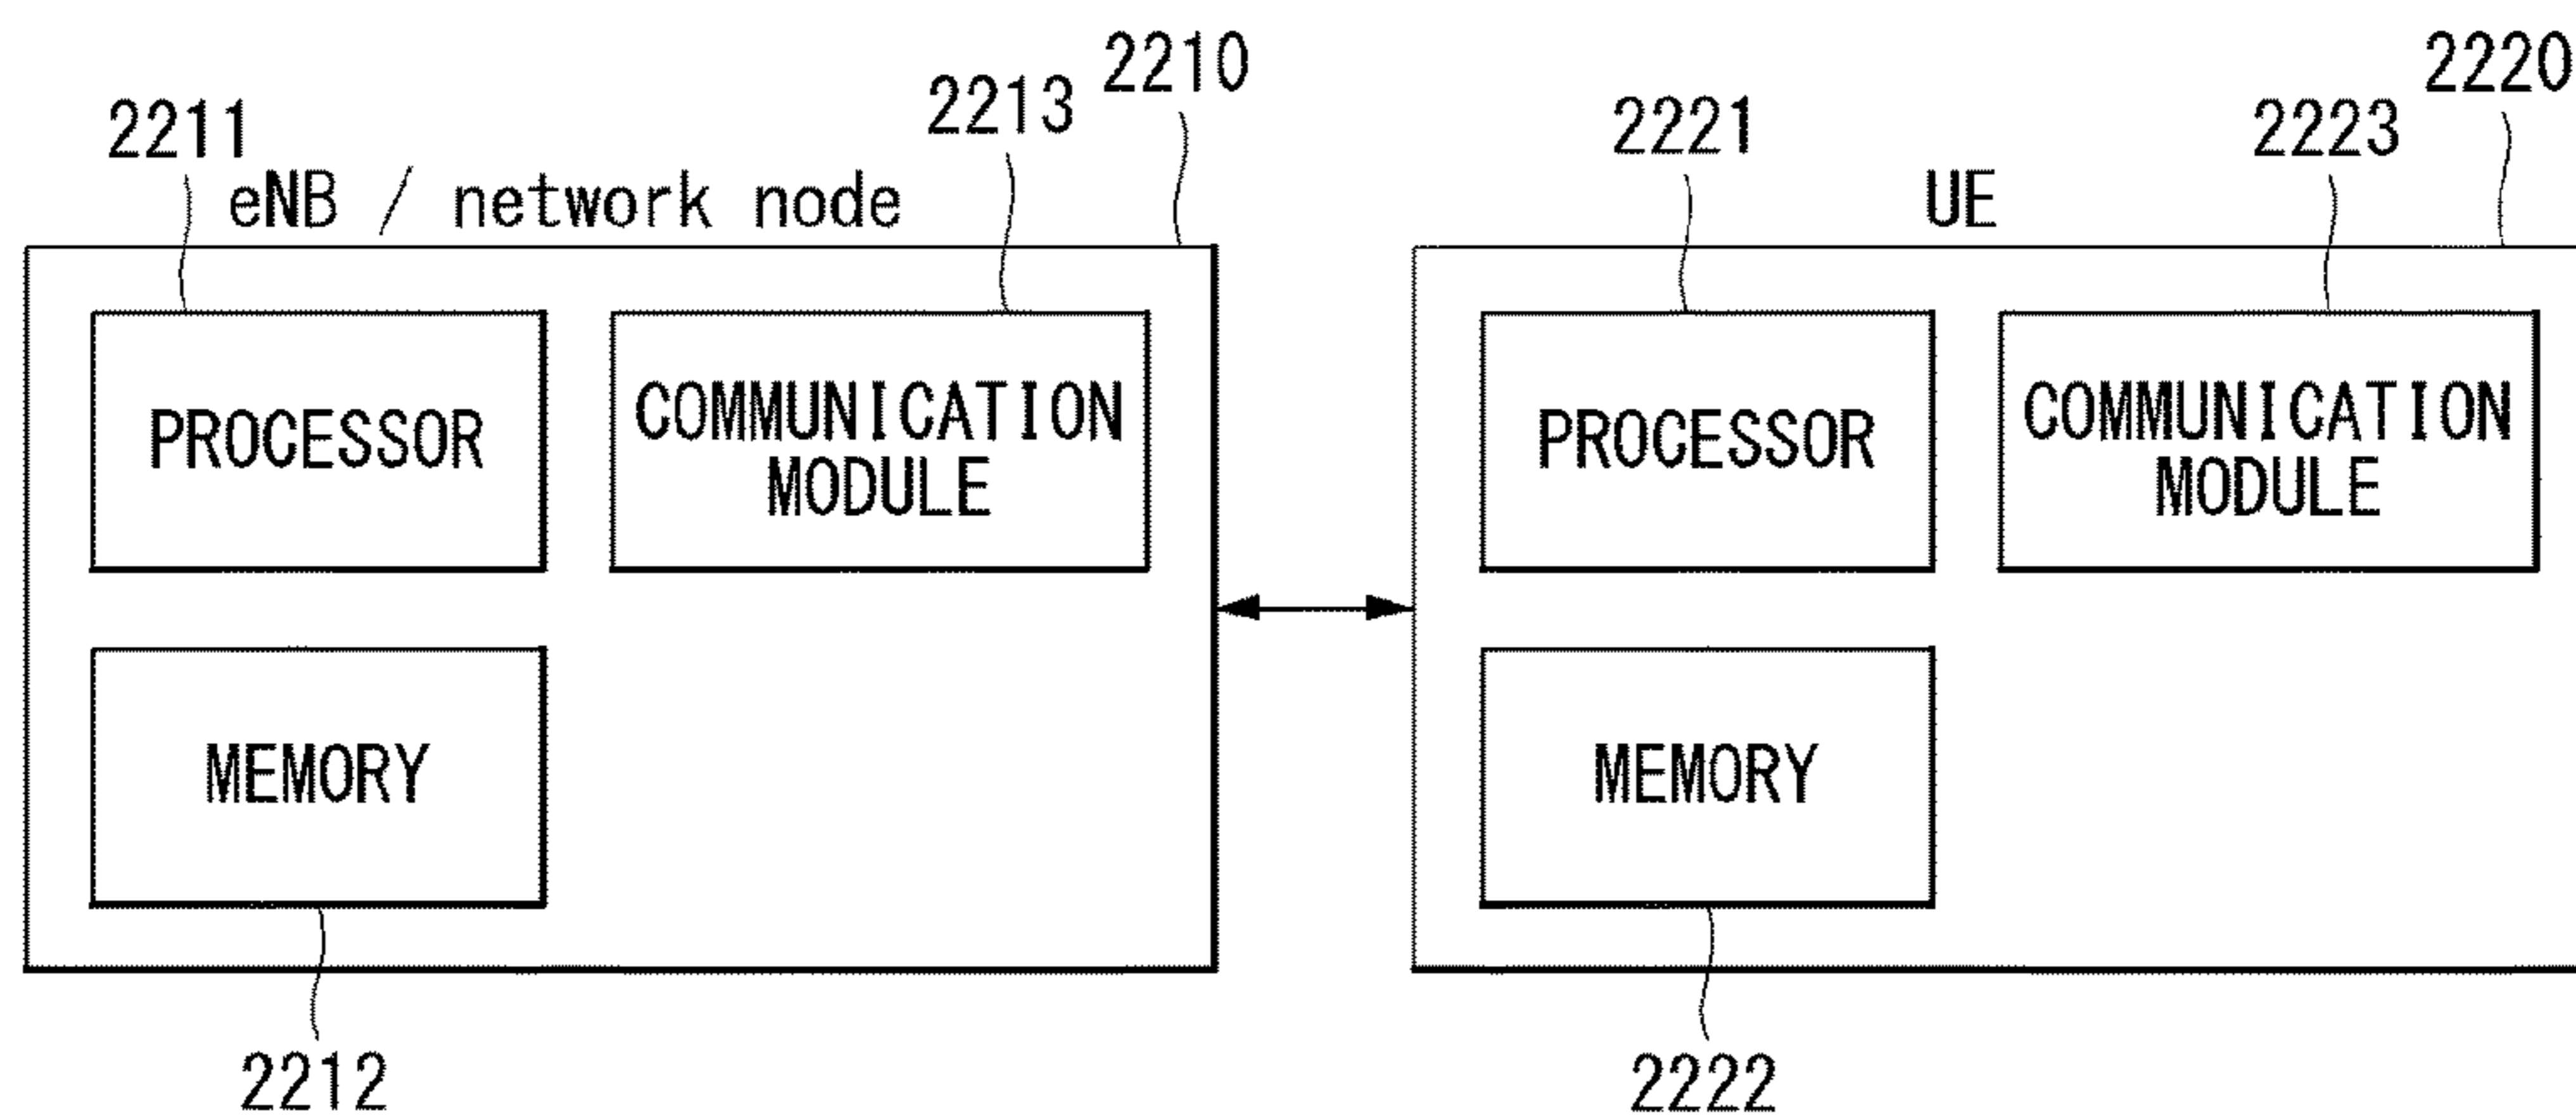 2210
2220
2213
2211
2221
2223
eNB / network node
UE
PROCESSOR
COMMUNICATION
MODULE
PROCESSOR
COMMUNICATION
MODULE
MEMORY
MEMORY
2212
2222